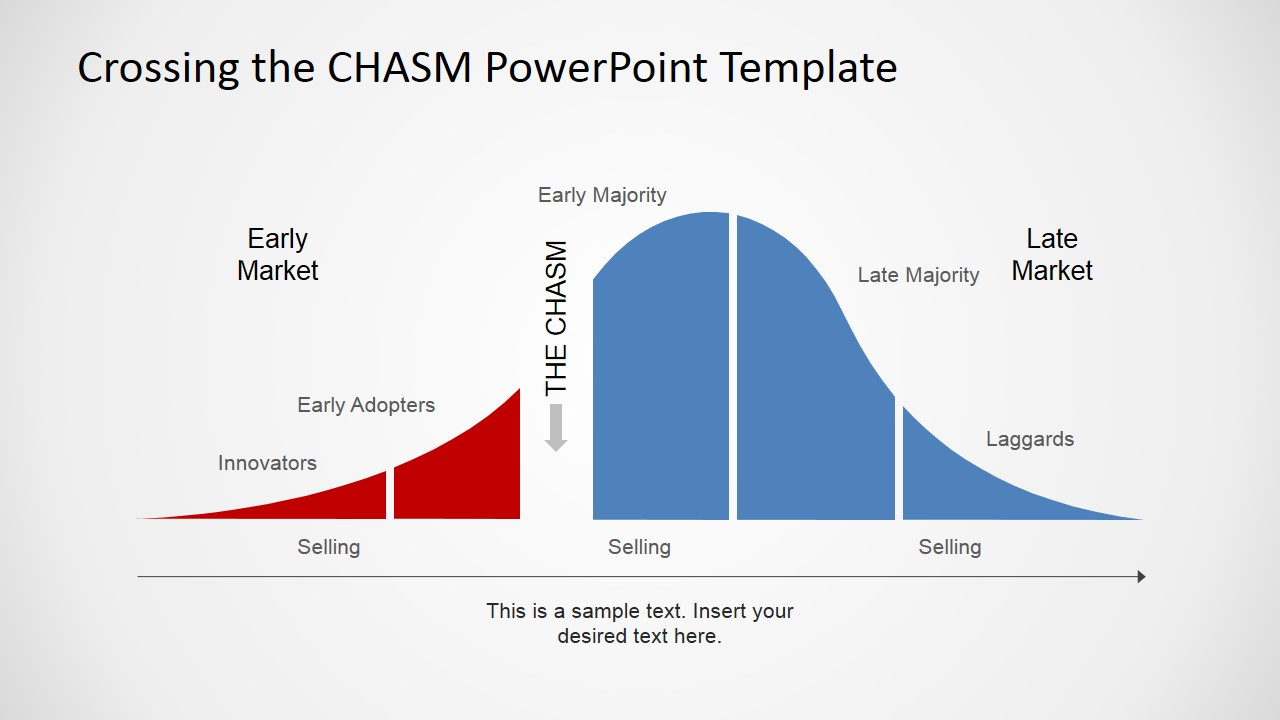 Crossing the CHASM PowerPoint Template
Early Majority
Early
Market
Late
Market
THE CHASM
Late Majority
Early Adopters
Laggards
Innovators
Selling
Selling
Selling
This is a sample text. Insert your
desired text here.